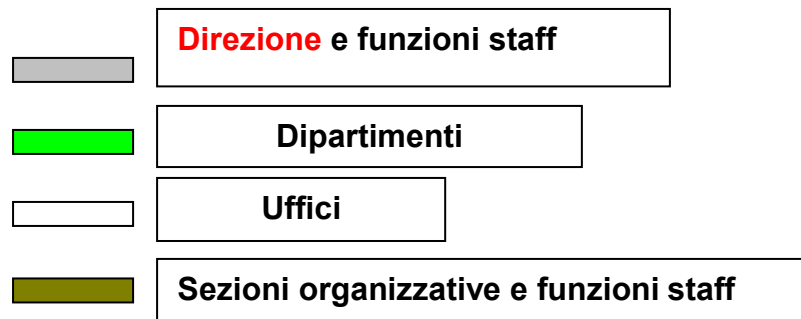 Direzione e funzioni staff
Dipartimenti
Uffici
Sezioni organizzative e funzioni staff